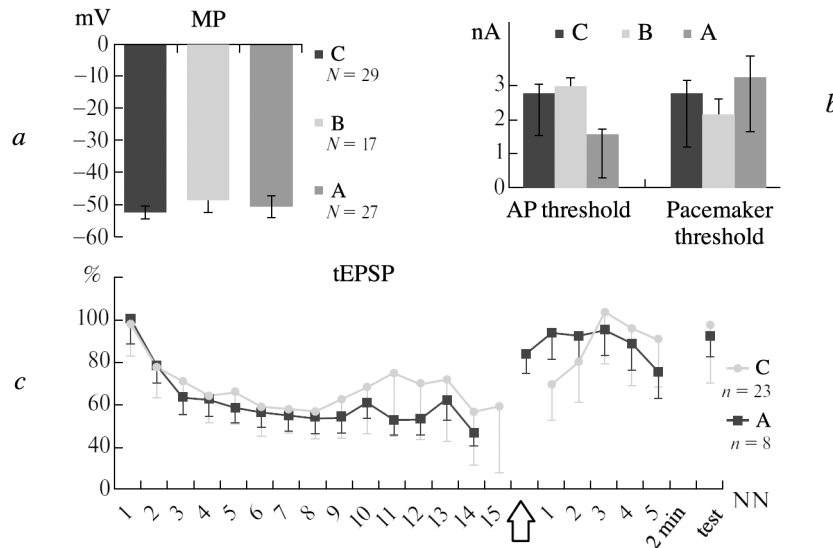 mV MP
0
–10
–20
–30
–40
–50
–60
a
C
N = 29
B
N = 17
A
N = 27
nA C B A
3
2
1
0
AP threshold Pacemaker
threshold
b
% tEPSP
100
80
60
40
0
c
C
n = 23
A
n = 8
1 2 3 4 5 6 7 8 9 10 11 12 13 14 15 1 2 3 4 5 2 min test NN